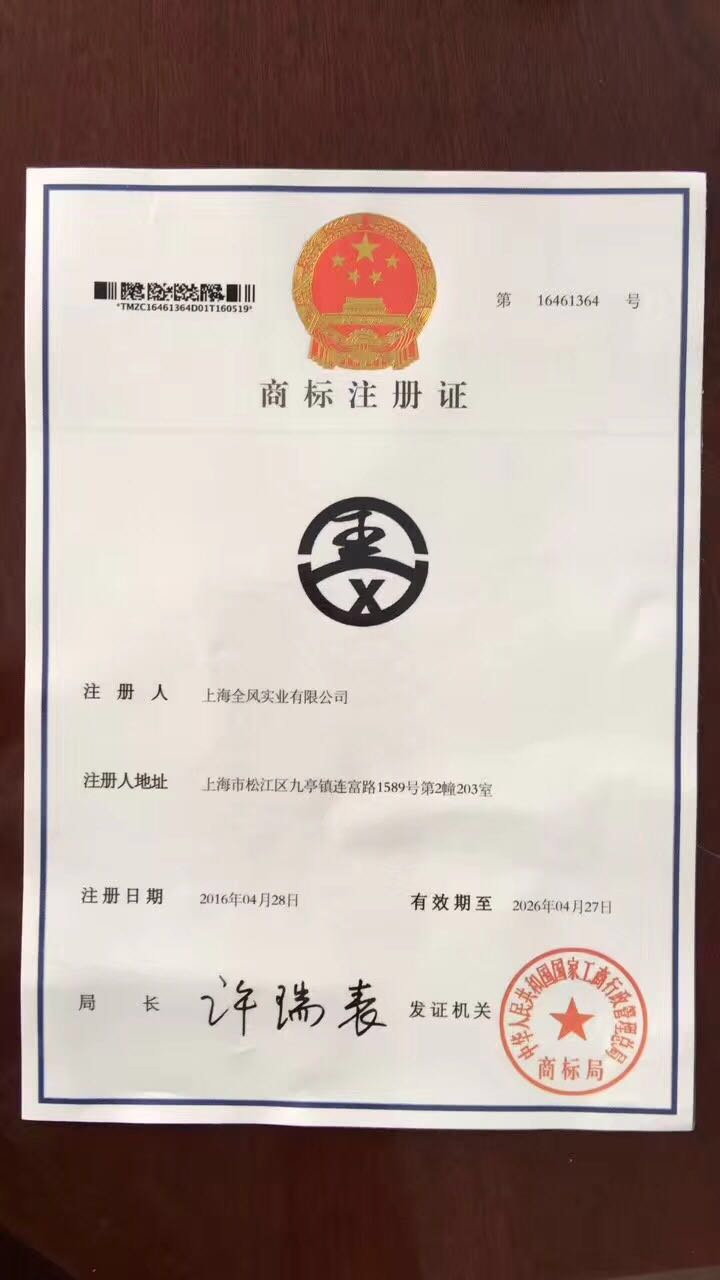 *TMZC16461364D01T160519*
第 16461364 号
商标注册证
X
注册人 上海全风实业有限公司
注册人地址 上海市松江区九亭镇连富路1589号第2幢203室
注册日期 2016年04月28日 有效期至 2026年04月27日
局长 许瑞表 发证机关
中华人民共和国国家工商行政管理总局
商标局